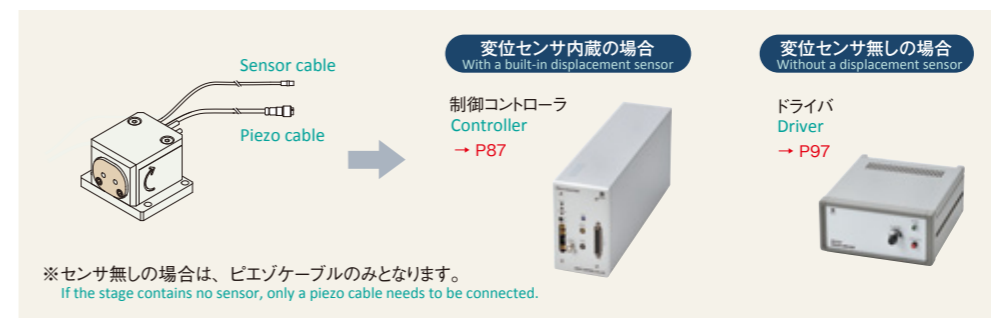 Sensor cable
Piezo cable
変位センサ内蔵の場合
With a built-in displacement sensor
制御コントローラ
Controller
→ P87
変位センサ無しの場合
Without a displacement sensor
ドライバ
Driver
→ P97
※センサ無しの場合は、ピエゾケーブルのみとなります。
If the stage contains no sensor, only a piezo cable needs to be connected.